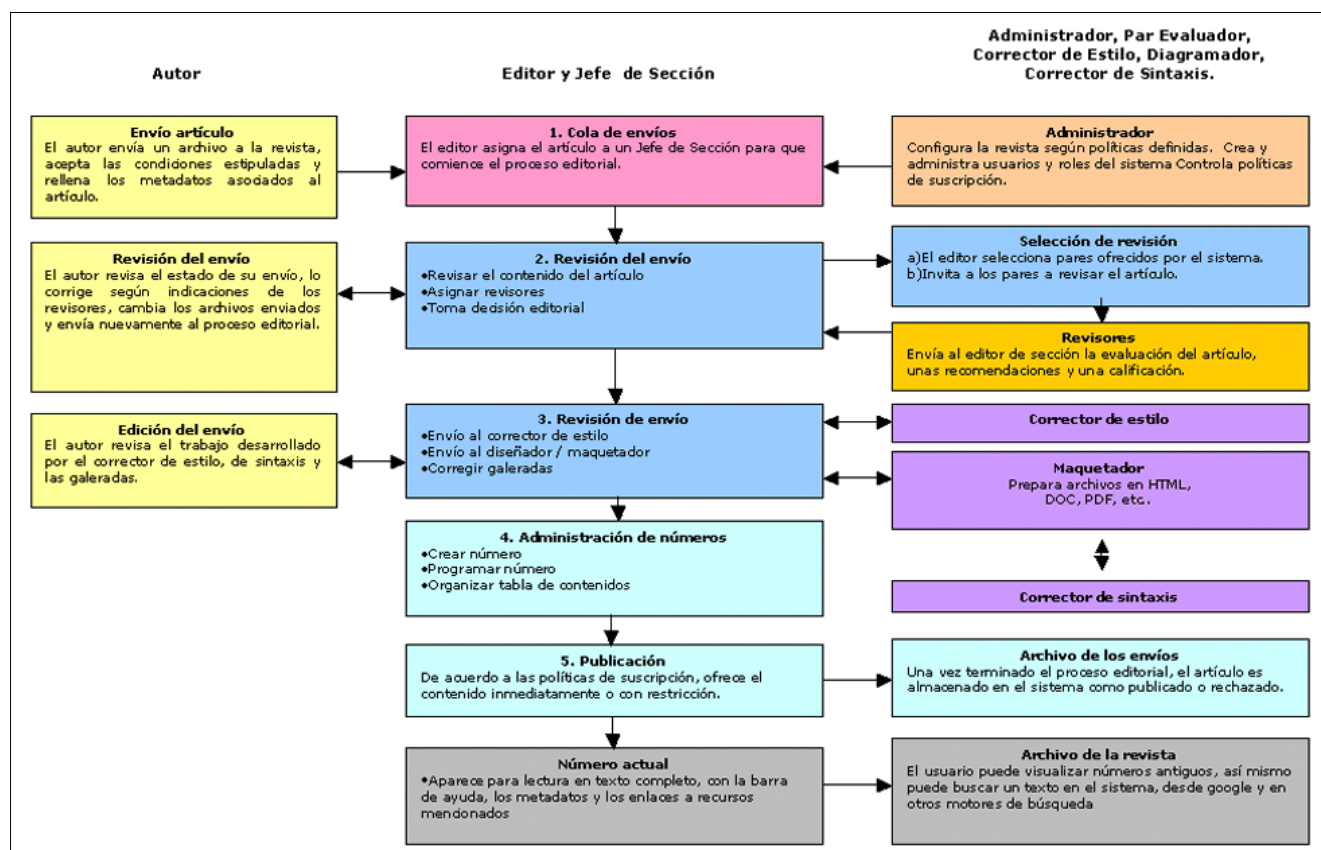 Autor
Editor y Jefe de Sección
Administrador, Par Evaluador,
Corrector de Estilo, Diagramador,
Corrector de Sintaxis.
Envío artículo
El autor envía un archivo a la revista,
acepta las condiciones estipuladas y
rellena los metadatos asociados al
artículo.
1. Cola de envíos
El editor asigna el artículo a un Jefe de Sección para que
comience el proceso editorial.
Administrador
Configura la revista según políticas definidas. Crea y
administra usuarios y roles del sistema Controla políticas
de suscripción.
Revisión del envío
El autor revisa el estado de su envío, lo
corrige según indicaciones de los
revisores, cambia los archivos enviados
y envía nuevamente al proceso editorial.
2. Revisión del envío
•Revisar el contenido del artículo
•Asignar revisores
•Toma decisión editorial
Selección de revisión
a)El editor selecciona pares ofrecidos por el sistema.
b)Invita a los pares a revisar el artículo.
Revisores
Envía al editor de sección la evaluación del artículo,
unas recomendaciones y una calificación.
Edición del envío
El autor revisa el trabajo desarrollado
por el corrector de estilo, de sintaxis y
las galeradas.
3. Revisión de envío
•Envío al corrector de estilo
•Envío al diseñador / maquetador
•Corregir galeradas
Corrector de estilo
Maquetador
Prepara archivos en HTML,
DOC, PDF, etc.
4. Administración de números
•Crear número
•Programar número
•Organizar tabla de contenidos
Corrector de sintaxis
5. Publicación
De acuerdo a las políticas de suscripción, ofrece el
contenido inmediatamente o con restricción.
Archivo de los envíos
Una vez terminado el proceso editorial, el artículo es
almacenado en el sistema como publicado o rechazado.
Número actual
•Aparece para lectura en texto completo, con la barra
de ayuda, los metadatos y los enlaces a recursos
mencionados
Archivo de la revista
El usuario puede visualizar números antiguos, así mismo
puede buscar un texto en el sistema, desde google y en
otros motores de búsqueda